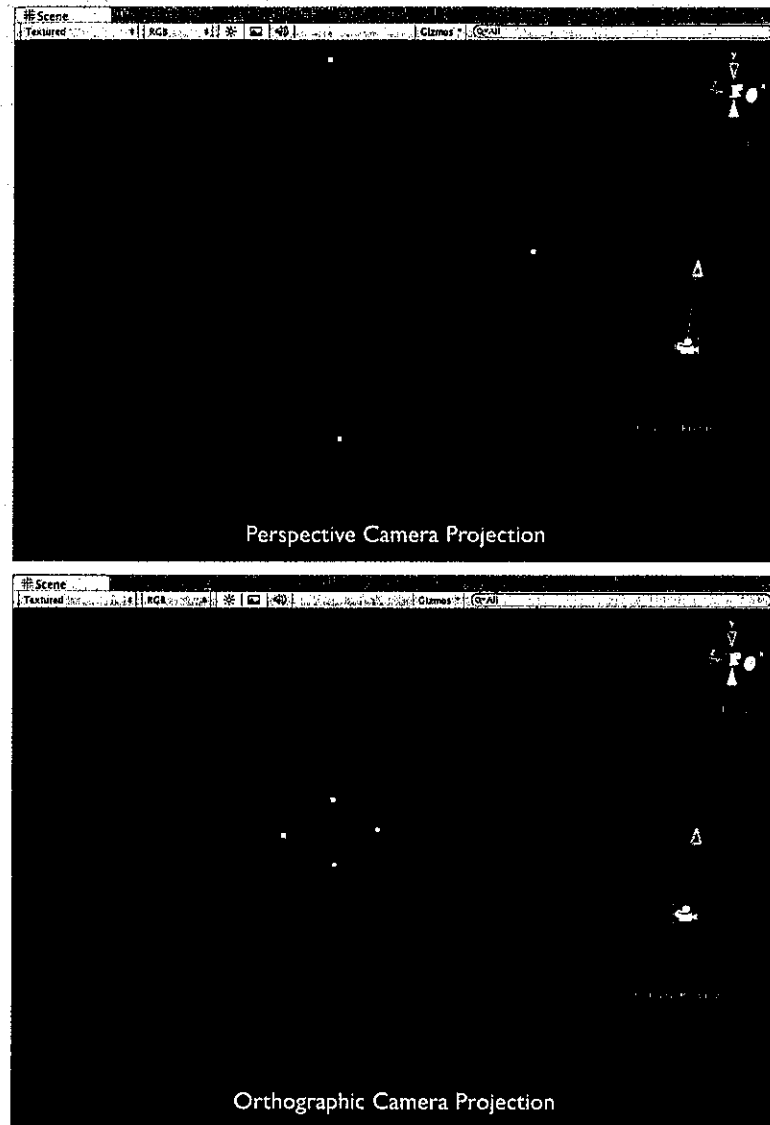 Scene
Textured RGB Gizmos All
y
x
Perspective Camera Projection
Scene
Textured RGB Gizmos All
Y
x
Orthographic Camera Projection